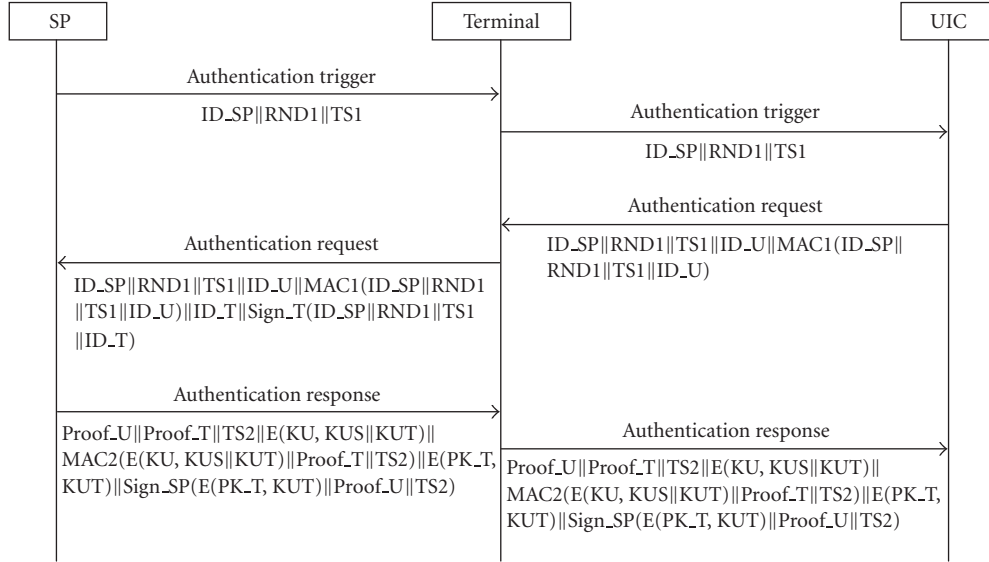 SP
Terminal
UIC
Authentication trigger
ID_SP||RND1||TS1
Authentication trigger
ID_SP||RND1||TS1
Authentication request
ID_SP||RND1||TS1||ID_U||MAC1(ID_SP||
RND1||TS1||ID_U)
Authentication request
ID_SP||RND1||TS1||ID_U||MAC1(ID_SP||RND1
||TS1||ID_U)||ID_T||Sign_T(ID_SP||RND1||TS1
||ID_T)
Authentication response
Proof_U||Proof_T||TS2||E(KU, KUS||KUT)||
MAC2(E(KU, KUS||KUT)||Proof_T||TS2)||E(PK_T,
KUT)||Sign_SP(E(PK_T, KUT)||Proof_U||TS2)
Authentication response
Proof_U||Proof_T||TS2||E(KU, KUS||KUT)||
MAC2(E(KU, KUS||KUT)||Proof_T||TS2)||E(PK_T,
KUT)||Sign_SP(E(PK_T, KUT)||Proof_U||TS2)